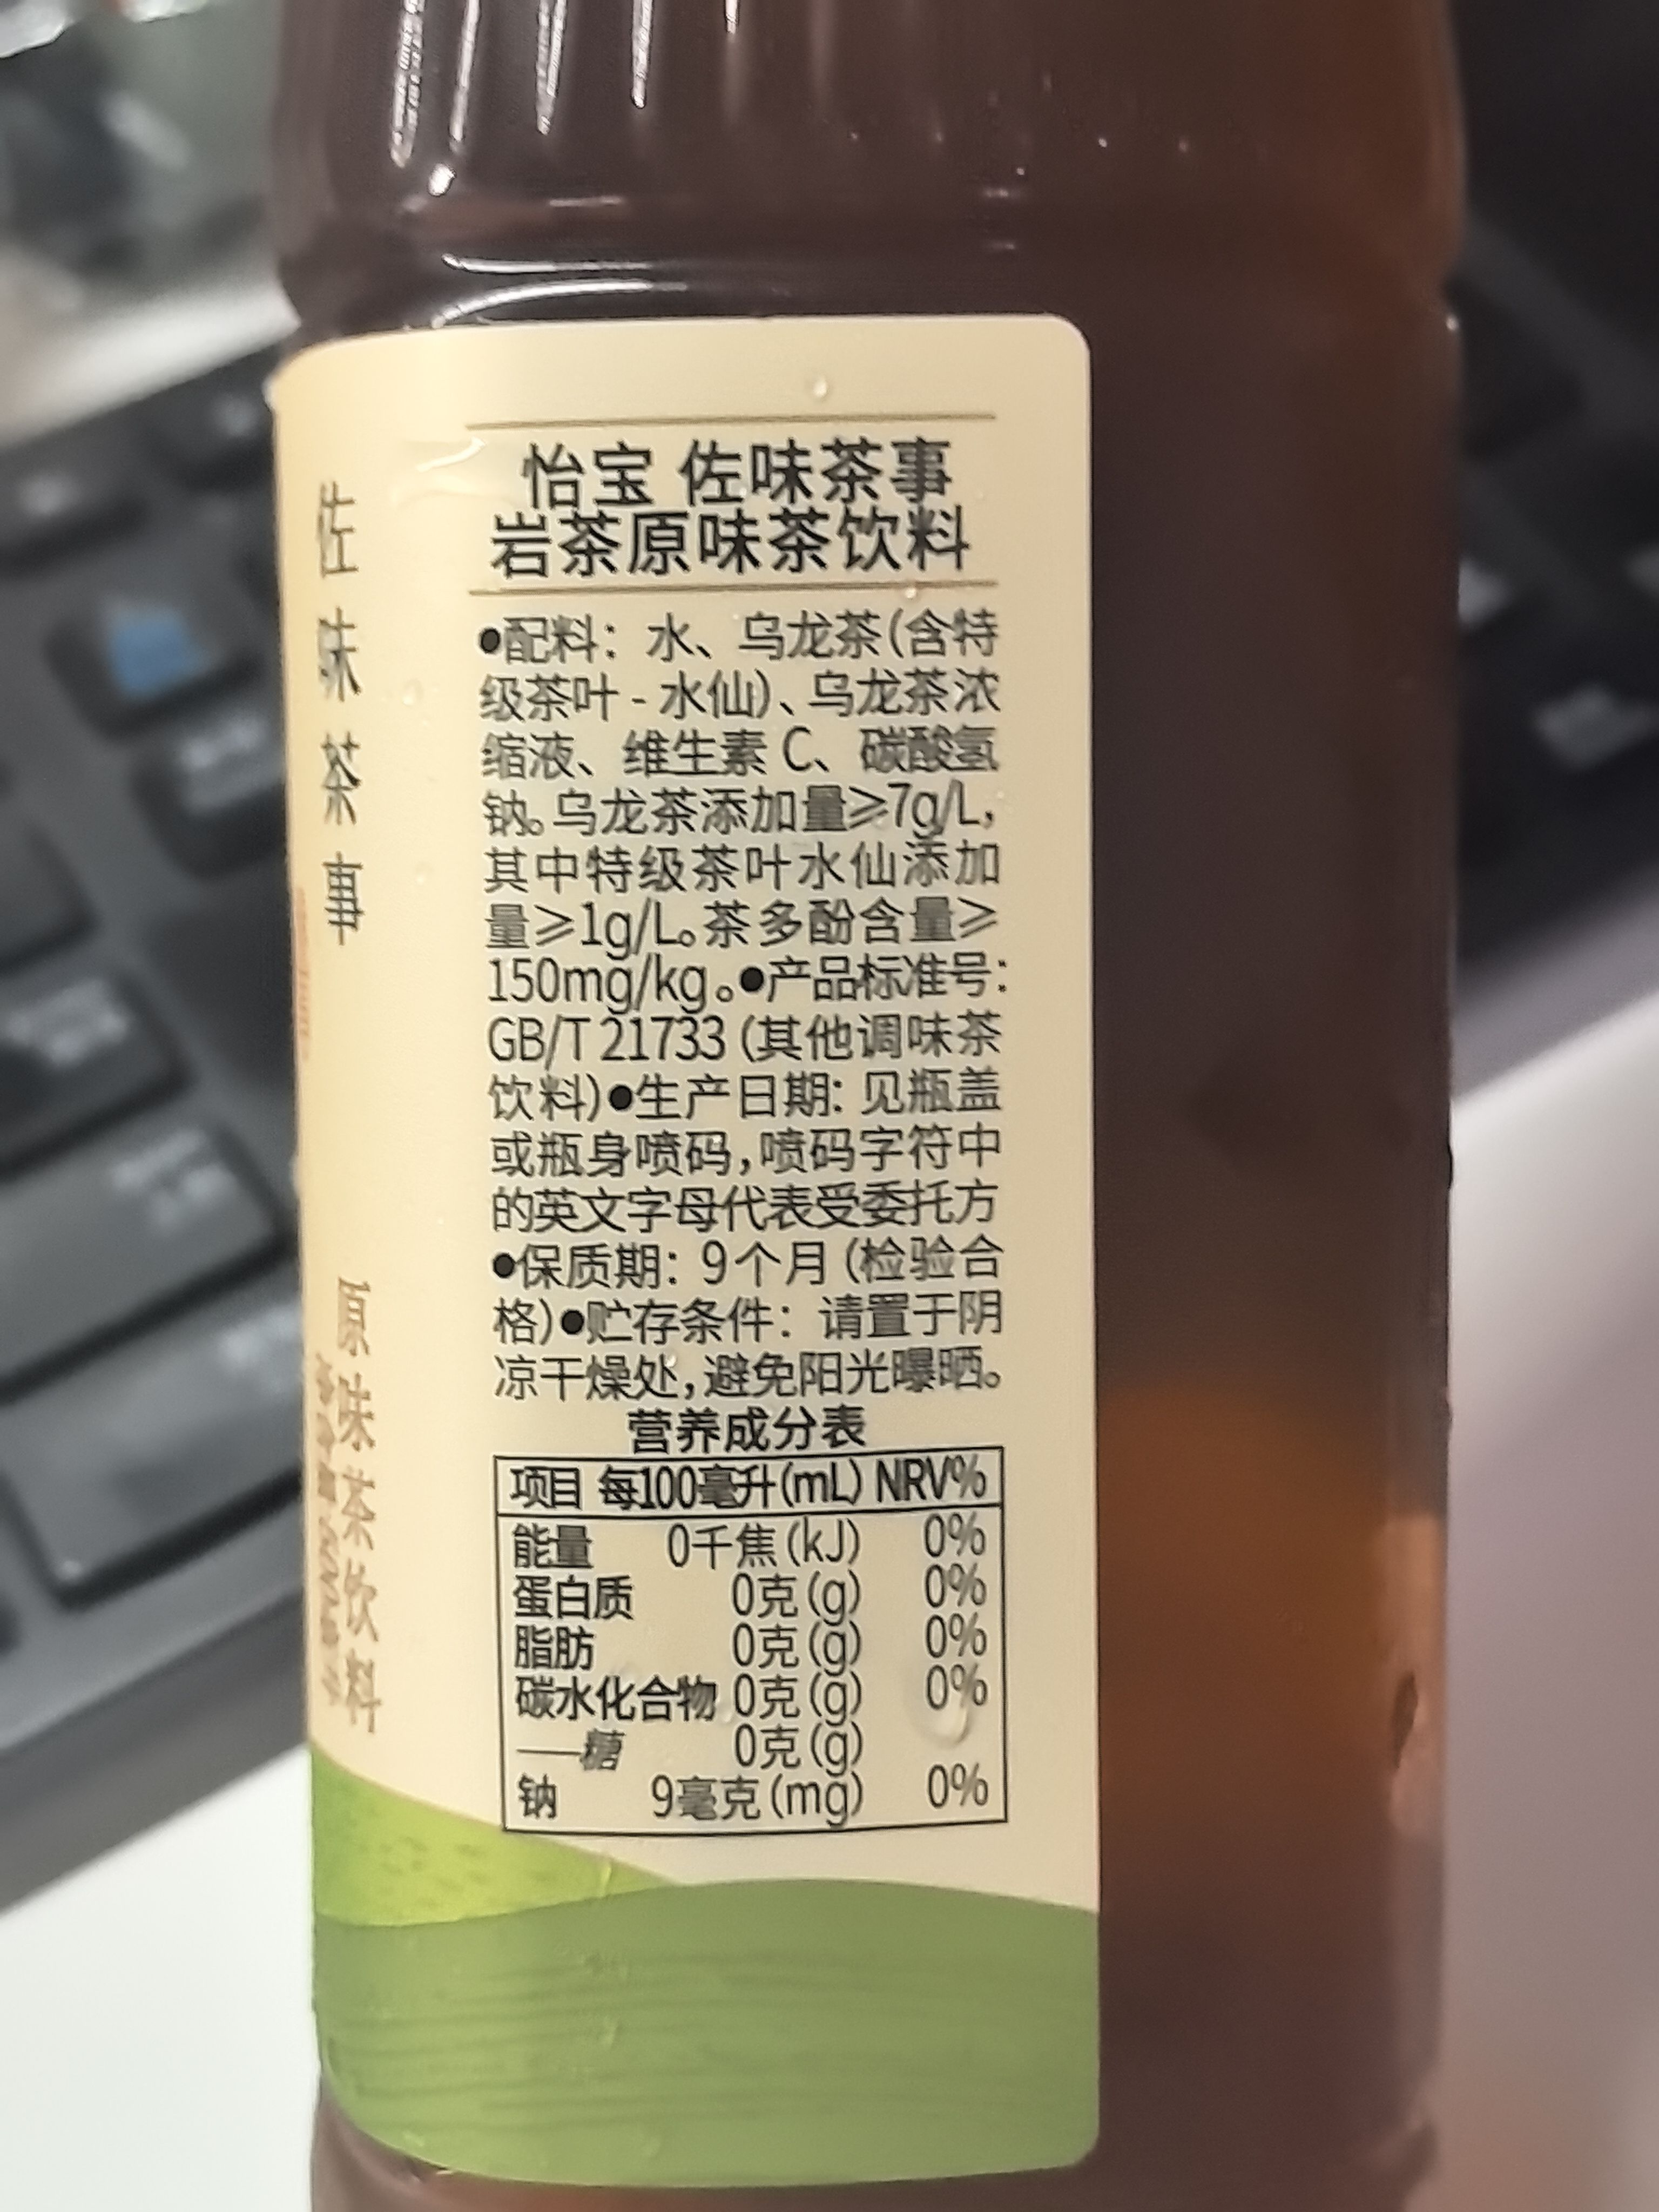 佐味茶事
原味茶饮料
怡宝 佐味茶事
岩茶原味茶饮料
●配料：水、乌龙茶(含特
级茶叶 - 水仙)、乌龙茶浓
缩液、维生素 C、碳酸氢
钠。乌龙茶添加量≥7g/L，
其中特级茶叶水仙添加
量≥1g/L。茶多酚含量≥
150mg/kg。●产品标准号：
GB/T 21733 (其他调味茶
饮料)●生产日期：见瓶盖
或瓶身喷码，喷码字符中
的英文字母代表受委托方
●保质期：9个月 (检验合
格)●贮存条件：请置于阴
凉干燥处，避免阳光曝晒。
营养成分表
项目 每100毫升(mL) NRV%
能量 0千焦(kJ) 0%
蛋白质 0克(g) 0%
脂肪 0克(g) 0%
碳水化合物 0克(g) 0%
——糖 0克(g)
钠 9毫克(mg) 0%